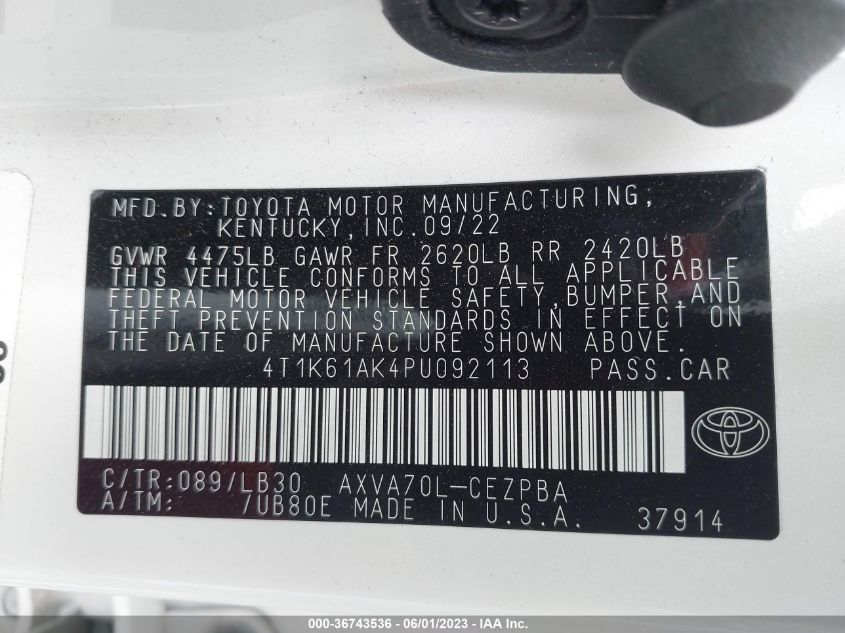 MFD.BY:TOYOTA MOTOR MANUFACTURING,
KENTUCKY,INC.09/22
GVWR 4475LB GAWR FR 2620LB RR 2420LB
THIS VEHICLE CONFORMS TO ALL APPLICABLE
FEDERAL MOTOR VEHICLE SAFETY,BUMPER,AND
THEFT PREVENTION STANDARDS IN EFFECT ON
THE DATE OF MANUFACTURE SHOWN ABOVE.
4T1K61AK4PU092113 PASS.CAR
C/TR:089/LB30 AXVA70L-CEZPBA
A/TM: /UB80E MADE IN U.S.A. 37914
000-36743536 - 06/01/2023 - IAA Inc.